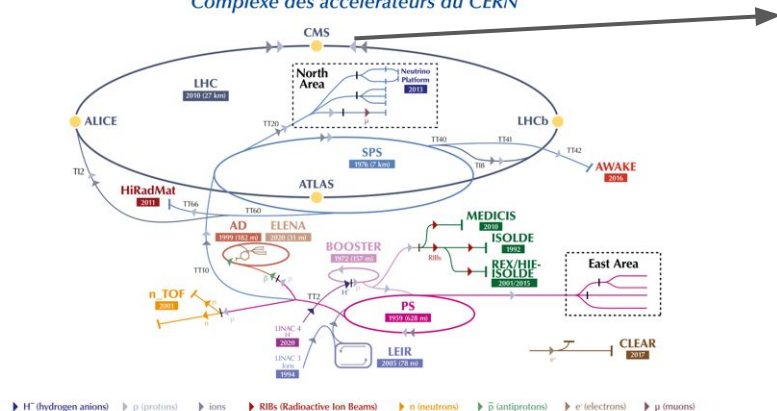 Complexe des accélérateurs du CERN
CMS
LHC
2010 (27 km)
North
Area
Neutrino
Platform
2013
μ
TT20
ALICE
LHCb
TT40
TT41
TI8
TT42
SPS
1976 (7 km)
AWAKE
2016
TI2
HiRadMat
2011
TT66
TT60
ATLAS
AD
1999 (182 m)
ELENA
2020 (31 m)
BOOSTER
1972 (157 m)
MEDICIS
2010
ISOLDE
1992
RIBs
REX/HIE-
ISOLDE
2001/2015
East Area
TT10
n_TOF
2001
n
n
p
p
TT2
H⁻
p
PS
1959 (628 m)
LINAC 4
H⁻
2020
LINAC 3
Ions
1994
LEIR
2005 (78 m)
CLEAR
2017
e⁻
H⁻ (hydrogen anions)
p (protons)
ions
RIBs (Radioactive Ion Beams)
n (neutrons)
p̄ (antiprotons)
e⁻ (electrons)
μ (muons)